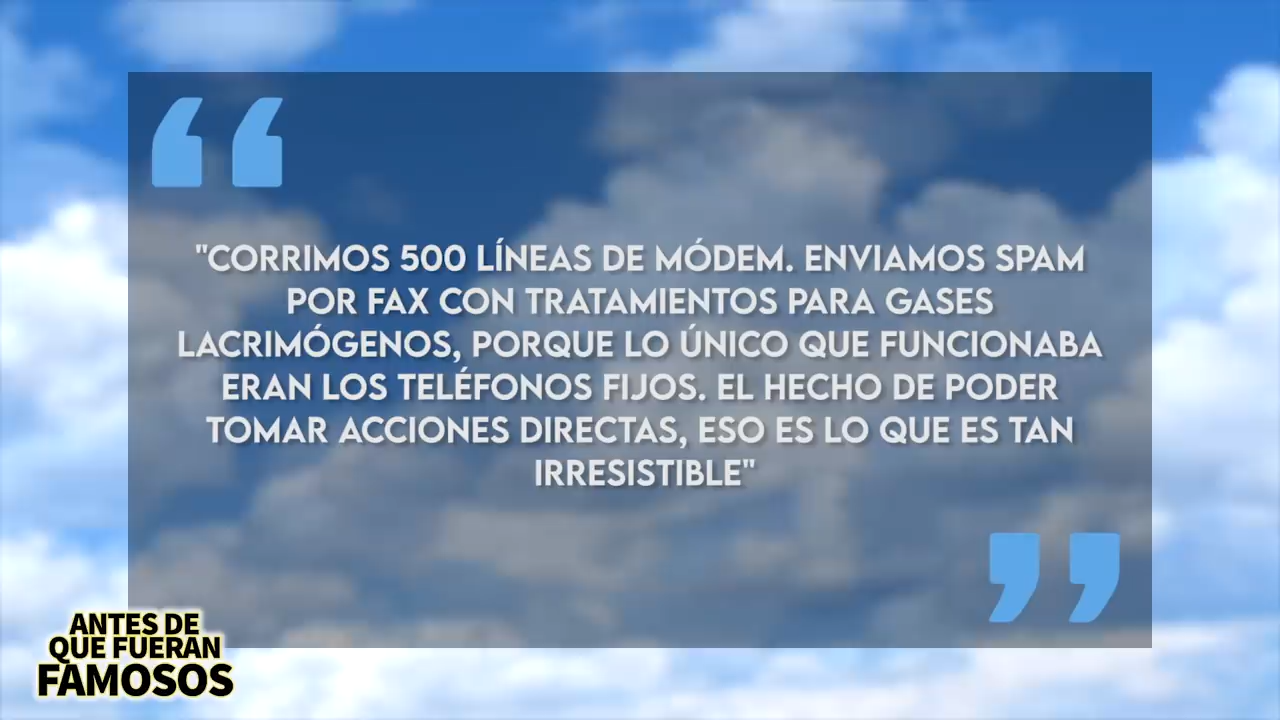 "CORRIMOS 500 LÍNEAS DE MÓDEM. ENVIAMOS SPAM
POR FAX CON TRATAMIENTOS PARA GASES
LACRIMÓGENOS, PORQUE LO ÚNICO QUE FUNCIONABA
ERAN LOS TELÉFONOS FIJOS. EL HECHO DE PODER
TOMAR ACCIONES DIRECTAS, ESO ES LO QUE ES TAN
IRRESISTIBLE"
ANTES DE
QUE FUERAN
FAMOSOS